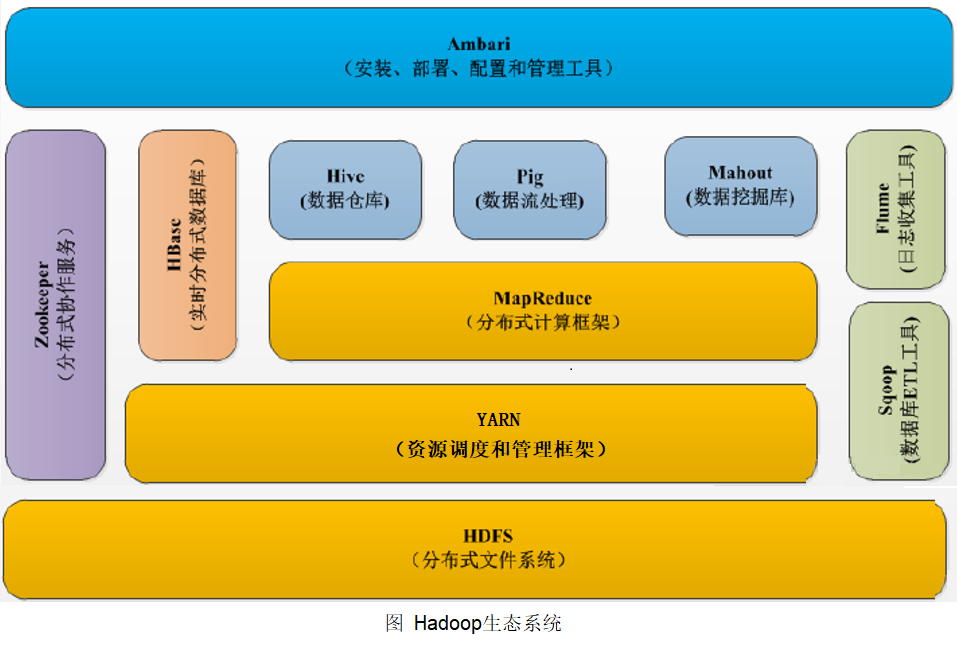 Ambari
（安装、部署、配置和管理工具）
Zookeeper
（分布式协作服务）
HBase
（实时分布式数据库）
Hive
(数据仓库)
Pig
(数据流处理)
Mahout
(数据挖掘库)
Flume
(日志收集工具)
MapReduce
（分布式计算框架）
Sqoop
(数据库ETL工具)
YARN
（资源调度和管理框架）
HDFS
（分布式文件系统）
图 Hadoop生态系统